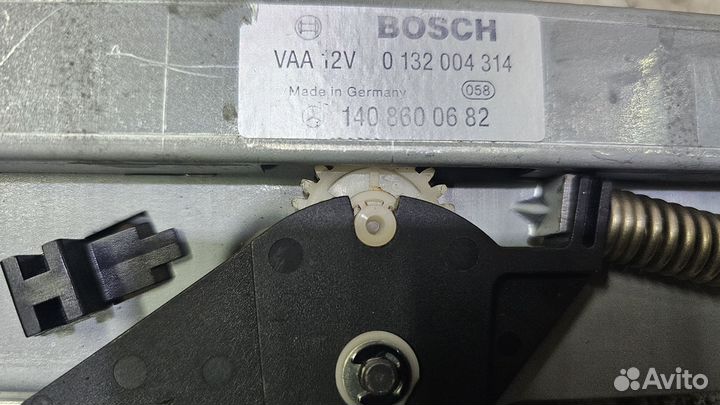 BOSCH
VAA 12V 0 132 004 314
Made in Germany 058
140 860 06 82
Avito